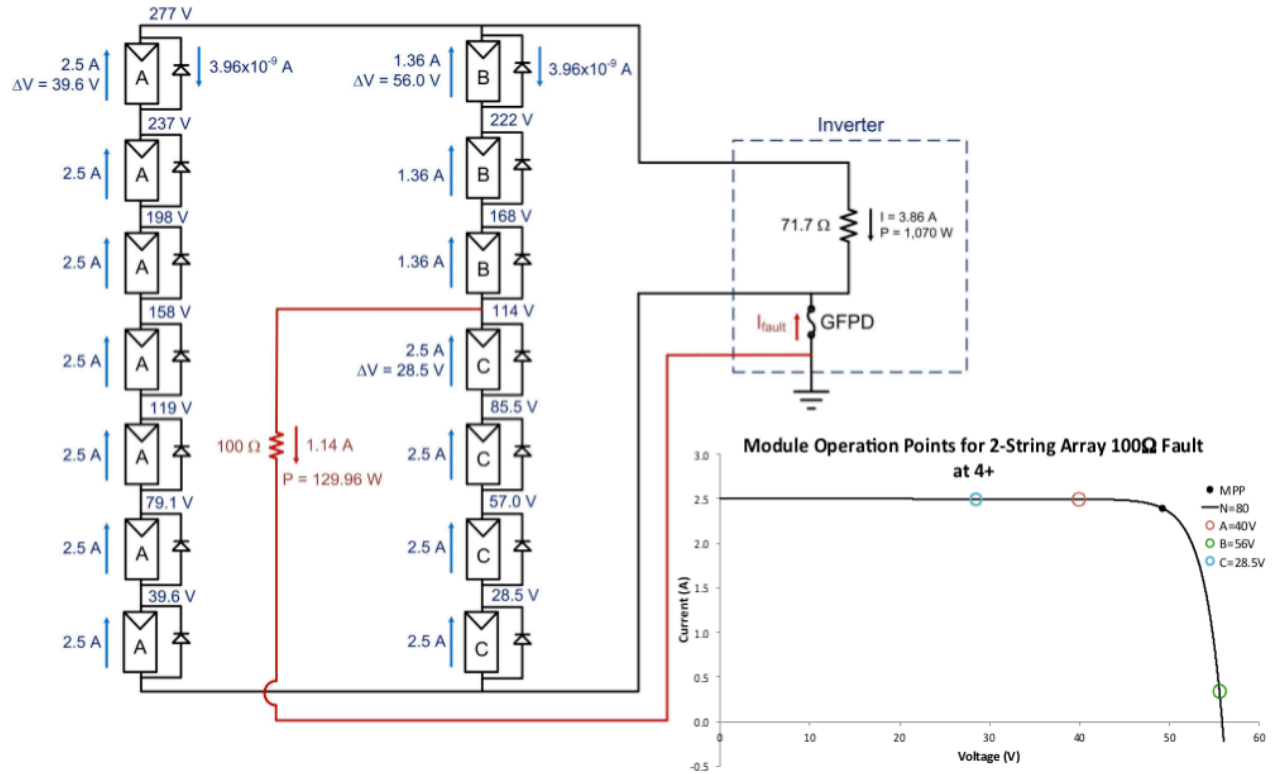 277 V
2.5 A
ΔV = 39.6 V
A
3.96x10⁻⁹ A
1.36 A
ΔV = 56.0 V
B
3.96x10⁻⁹ A
237 V
222 V
2.5 A
A
1.36 A
B
198 V
168 V
2.5 A
A
1.36 A
B
158 V
114 V
2.5 A
A
2.5 A
ΔV = 28.5 V
C
119 V
85.5 V
2.5 A
A
100 Ω
1.14 A
P = 129.96 W
2.5 A
C
79.1 V
57.0 V
2.5 A
A
2.5 A
C
39.6 V
28.5 V
2.5 A
A
2.5 A
C
Inverter
71.7 Ω
I = 3.86 A
P = 1,070 W
Ifault
GFPD
Module Operation Points for 2-String Array 100Ω Fault
at 4+
Current (A)
3.0
2.5
2.0
1.5
1.0
0.5
0.0
-0.5
0
10
20
30
40
50
60
Voltage (V)
MPP
N=80
A=40V
B=56V
C=28.5V